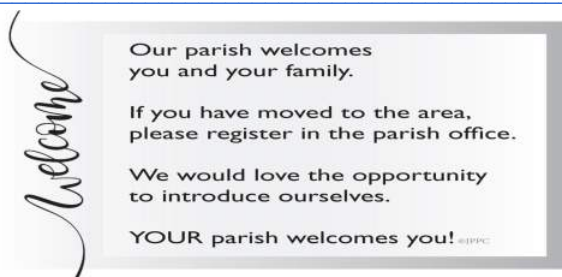 Welcome
Our parish welcomes
you and your family.
If you have moved to the area,
please register in the parish office.
We would love the opportunity
to introduce ourselves.
YOUR parish welcomes you! ©JPPC